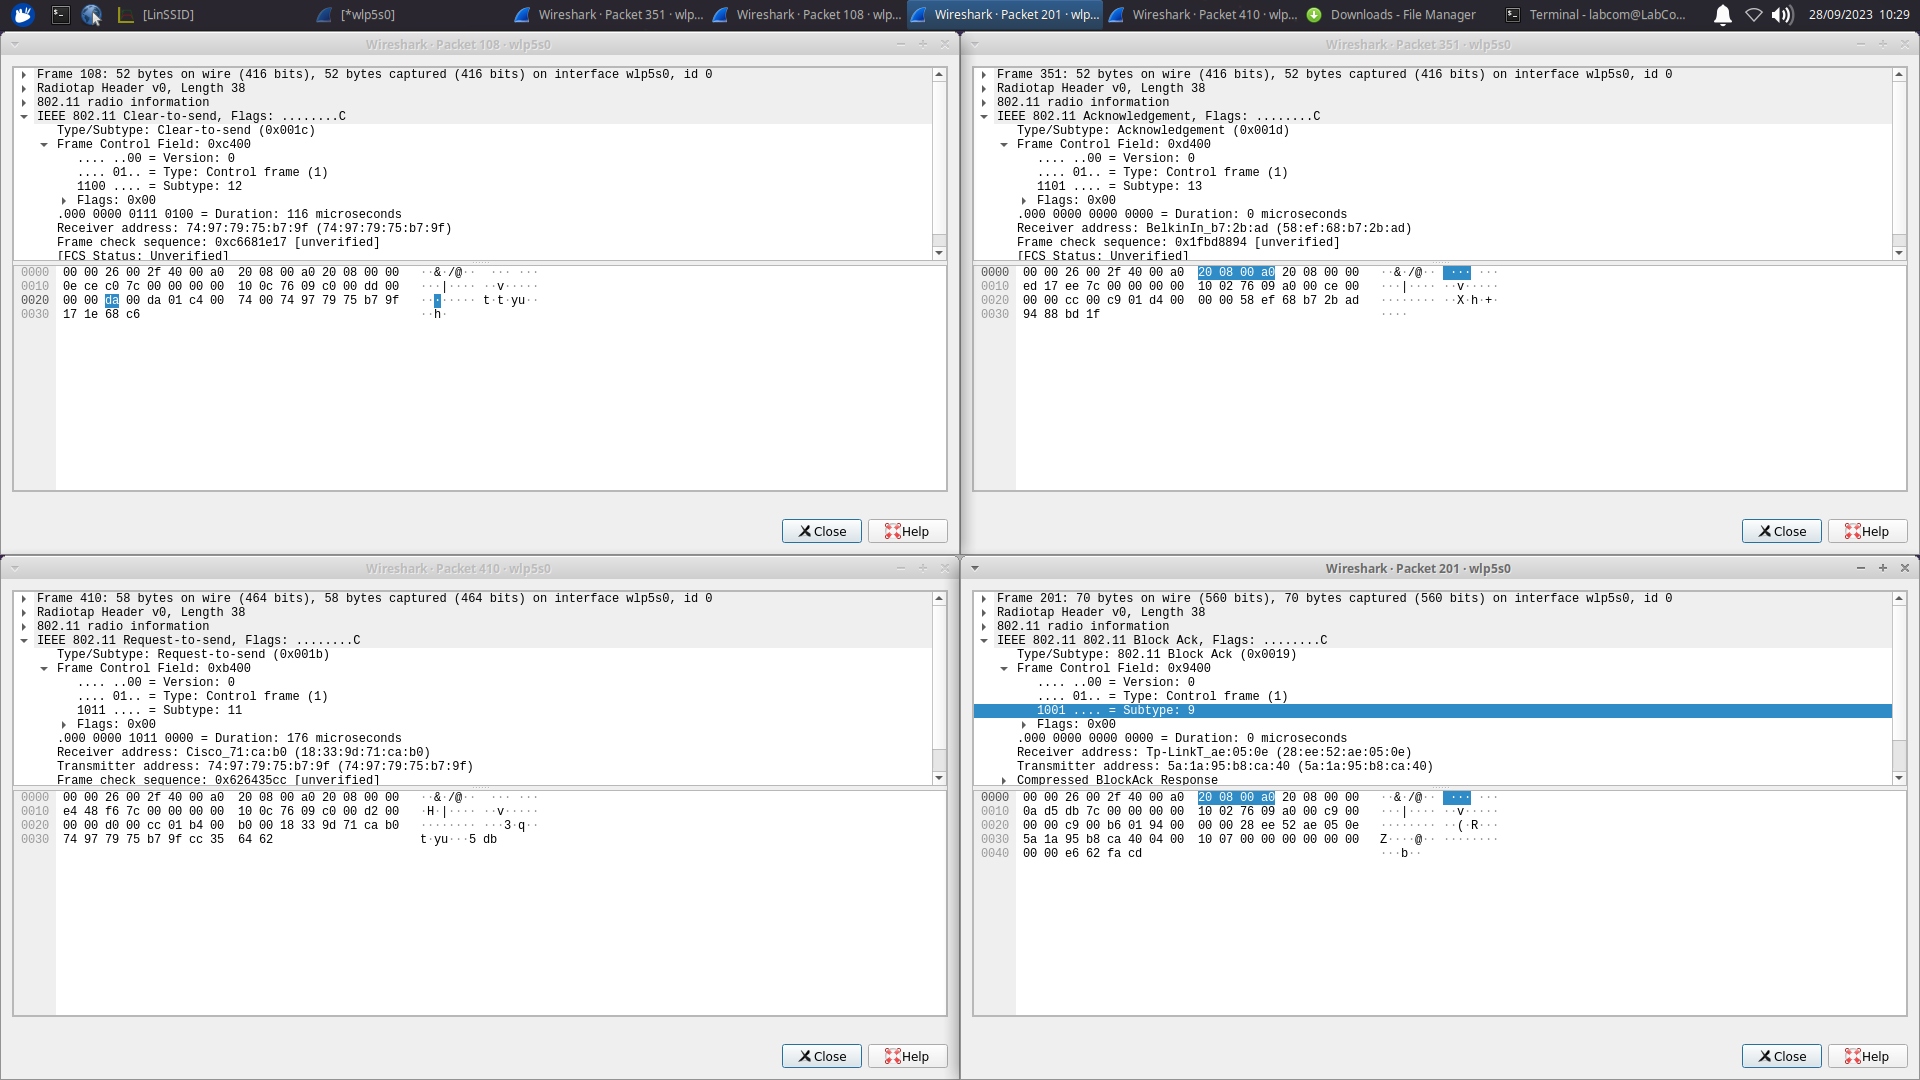 [LinSSID]
[*wlp5s0]
Wireshark · Packet 351 · wlp...
Wireshark · Packet 108 · wlp...
Wireshark · Packet 201 · wlp...
Wireshark · Packet 410 · wlp...
Downloads - File Manager
Terminal - labcom@LabCo...
28/09/2023 10:29
Wireshark · Packet 108 · wlp5s0
Frame 108: 52 bytes on wire (416 bits), 52 bytes captured (416 bits) on interface wlp5s0, id 0
Radiotap Header v0, Length 38
802.11 radio information
IEEE 802.11 Clear-to-send, Flags: ........C
Type/Subtype: Clear-to-send (0x001c)
Frame Control Field: 0xc400
.... ..00 = Version: 0
.... 01.. = Type: Control frame (1)
1100 .... = Subtype: 12
Flags: 0x00
.000 0000 0111 0100 = Duration: 116 microseconds
Receiver address: 74:97:79:75:b7:9f (74:97:79:75:b7:9f)
Frame check sequence: 0xc6681e17 [unverified]
[FCS Status: Unverified]
0000 00 00 26 00 2f 40 00 a0 20 08 00 a0 20 08 00 00 ··&·/@·· ··· ···
0010 0e ce c0 7c 00 00 00 00 10 0c 76 09 c0 00 dd 00 ···|···· ··v·····
0020 00 00 da 00 da 01 c4 00 74 00 74 97 79 75 b7 9f ········ t·t·yu··
0030 17 1e 68 c6 ··h·
Close
Help
Wireshark · Packet 351 · wlp5s0
Frame 351: 52 bytes on wire (416 bits), 52 bytes captured (416 bits) on interface wlp5s0, id 0
Radiotap Header v0, Length 38
802.11 radio information
IEEE 802.11 Acknowledgement, Flags: ........C
Type/Subtype: Acknowledgement (0x001d)
Frame Control Field: 0xd400
.... ..00 = Version: 0
.... 01.. = Type: Control frame (1)
1101 .... = Subtype: 13
Flags: 0x00
.000 0000 0000 0000 = Duration: 0 microseconds
Receiver address: BelkinIn_b7:2b:ad (58:ef:68:b7:2b:ad)
Frame check sequence: 0x1fbd8894 [unverified]
[FCS Status: Unverified]
0000 00 00 26 00 2f 40 00 a0 20 08 00 a0 20 08 00 00 ··&·/@·· ··· ···
0010 ed 17 ee 7c 00 00 00 00 10 02 76 09 a0 00 ce 00 ···|···· ··v·····
0020 00 00 cc 00 c9 01 d4 00 00 00 58 ef 68 b7 2b ad ········ ··X·h·+·
0030 94 88 bd 1f ····
Close
Help
Wireshark · Packet 410 · wlp5s0
Frame 410: 58 bytes on wire (464 bits), 58 bytes captured (464 bits) on interface wlp5s0, id 0
Radiotap Header v0, Length 38
802.11 radio information
IEEE 802.11 Request-to-send, Flags: ........C
Type/Subtype: Request-to-send (0x001b)
Frame Control Field: 0xb400
.... ..00 = Version: 0
.... 01.. = Type: Control frame (1)
1011 .... = Subtype: 11
Flags: 0x00
.000 0000 1011 0000 = Duration: 176 microseconds
Receiver address: Cisco_71:ca:b0 (18:33:9d:71:ca:b0)
Transmitter address: 74:97:79:75:b7:9f (74:97:79:75:b7:9f)
Frame check sequence: 0x626435cc [unverified]
0000 00 00 26 00 2f 40 00 a0 20 08 00 a0 20 08 00 00 ··&·/@·· ··· ···
0010 e4 48 f6 7c 00 00 00 00 10 0c 76 09 c0 00 d2 00 ·H·|···· ··v·····
0020 00 00 d0 00 cc 01 b4 00 b0 00 18 33 9d 71 ca b0 ········ ···3·q··
0030 74 97 79 75 b7 9f cc 35 64 62 t·yu···5 db
Close
Help
Wireshark · Packet 201 · wlp5s0
Frame 201: 70 bytes on wire (560 bits), 70 bytes captured (560 bits) on interface wlp5s0, id 0
Radiotap Header v0, Length 38
802.11 radio information
IEEE 802.11 802.11 Block Ack, Flags: ........C
Type/Subtype: 802.11 Block Ack (0x0019)
Frame Control Field: 0x9400
.... ..00 = Version: 0
.... 01.. = Type: Control frame (1)
1001 .... = Subtype: 9
Flags: 0x00
.000 0000 0000 0000 = Duration: 0 microseconds
Receiver address: Tp-LinkT_ae:05:0e (28:ee:52:ae:05:0e)
Transmitter address: 5a:1a:95:b8:ca:40 (5a:1a:95:b8:ca:40)
Compressed BlockAck Response
0000 00 00 26 00 2f 40 00 a0 20 08 00 a0 20 08 00 00 ··&·/@·· ··· ···
0010 0a d5 db 7c 00 00 00 00 10 02 76 09 a0 00 c9 00 ···|···· ··v·····
0020 00 00 c9 00 b6 01 94 00 00 00 28 ee 52 ae 05 0e ········ ··(·R···
0030 5a 1a 95 b8 ca 40 04 00 10 07 00 00 00 00 00 00 Z····@·· ········
0040 00 00 e6 62 fa cd ···b··
Close
Help